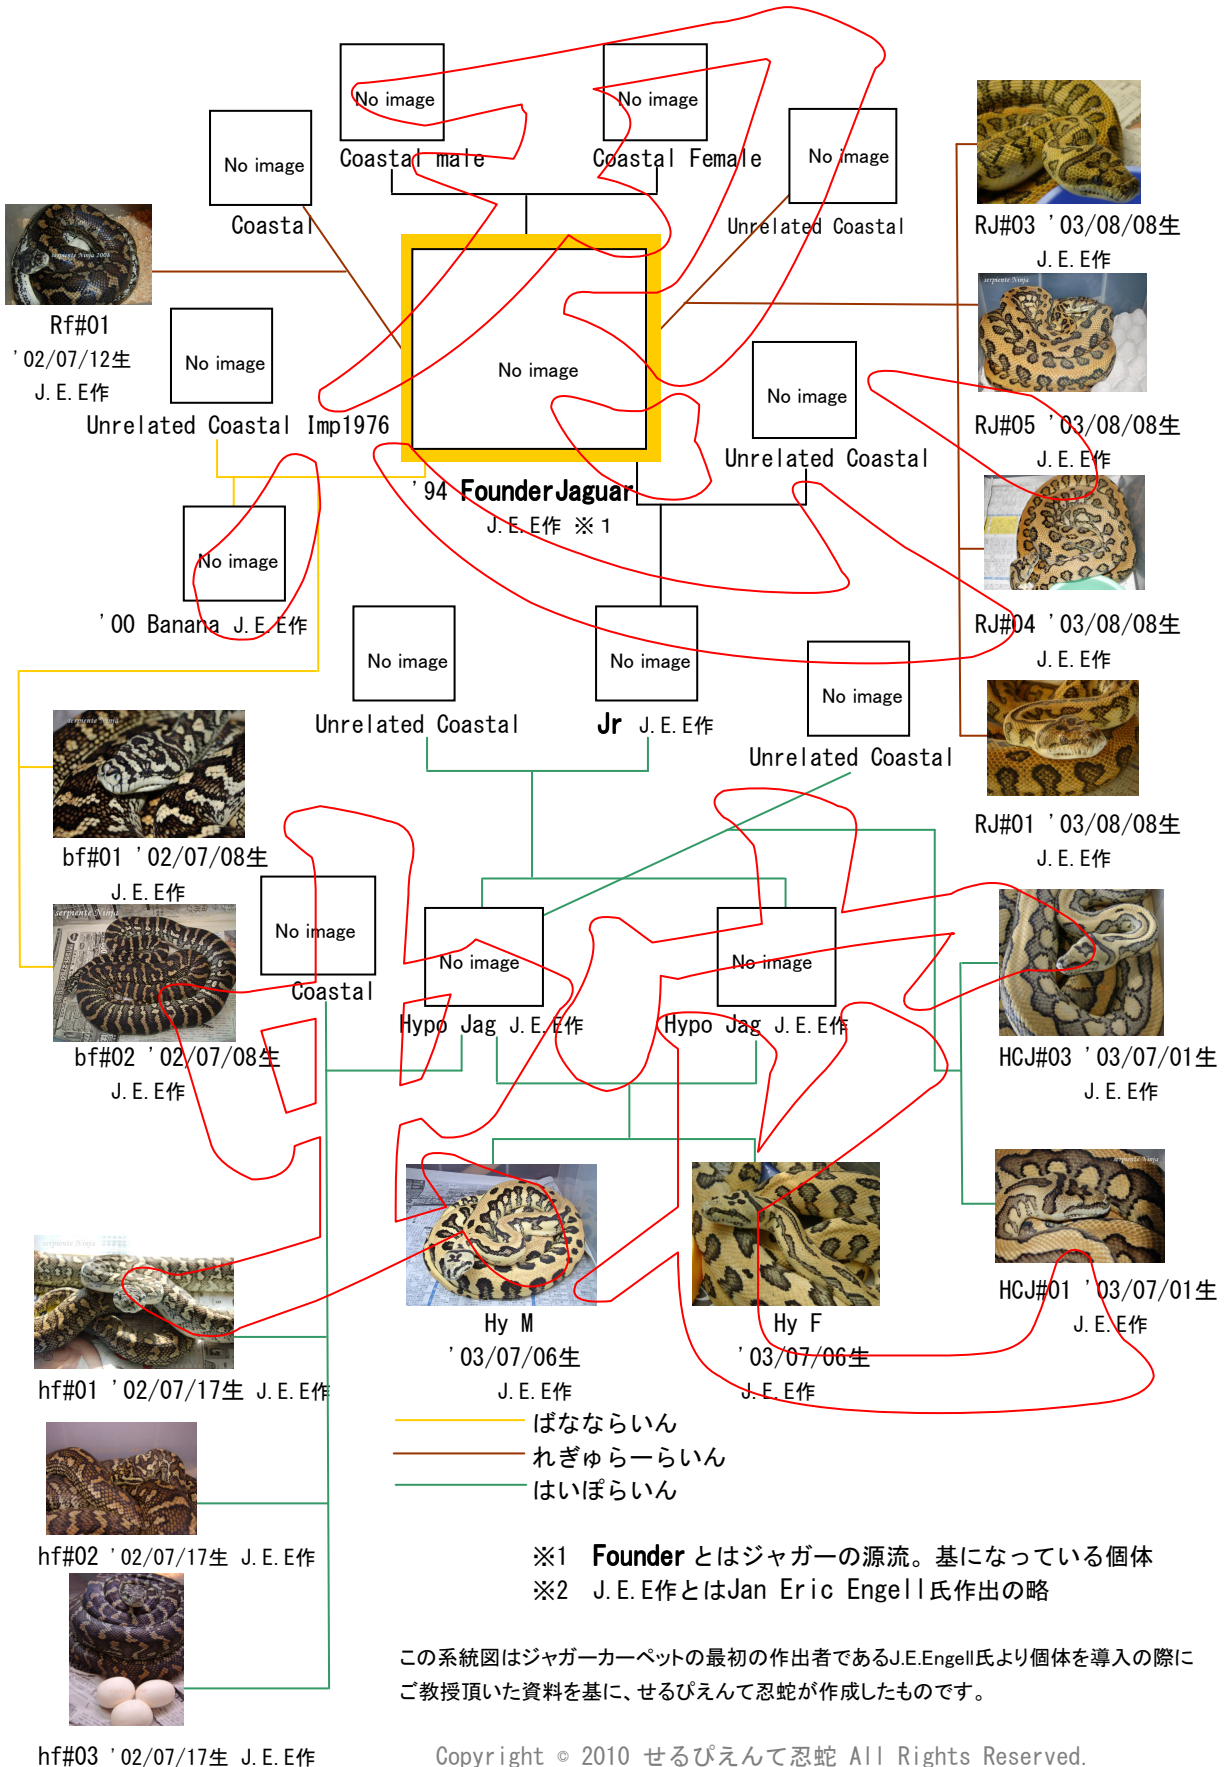 No image
No image
Coastal male
Coastal Female
No image
Coastal
No image
Unrelated Coastal
RJ#03 '03/08/08生
J.E.E作
serpiente Ninja 2008
Rf#01
'02/07/12生
J.E.E作
serpiente Ninja
RJ#05 '03/08/08生
J.E.E作
No image
Unrelated Coastal Imp1976
No image
'94 Founder Jaguar
J.E.E作 ※1
No image
Unrelated Coastal
No image
'00 Banana J.E.E作
RJ#04 '03/08/08生
J.E.E作
No image
Unrelated Coastal
No image
Jr J.E.E作
No image
Unrelated Coastal
RJ#01 '03/08/08生
J.E.E作
serpiente Ninja
bf#01 '02/07/08生
J.E.E作
serpiente Ninja
bf#02 '02/07/08生
J.E.E作
No image
Coastal
No image
Hypo Jag J.E.E作
No image
Hypo Jag J.E.E作
HCJ#03 '03/07/01生
J.E.E作
serpiente Ninja
HCJ#01 '03/07/01生
J.E.E作
Hy M
'03/07/06生
J.E.E作
Hy F
'03/07/06生
J.E.E作
serpiente Ninja
hf#01 '02/07/17生 J.E.E作
hf#02 '02/07/17生 J.E.E作
hf#03 '02/07/17生 J.E.E作
ばなならいん
れぎゅらーらいん
はいぽらいん
※1 Founder とはジャガーの源流。基になっている個体
※2 J.E.E作とはJan Eric Engell氏作出の略
この系統図はジャガーカーペットの最初の作出者であるJ.E.Engell氏より個体を導入の際に
ご教授頂いた資料を基に、せるぴえんて忍蛇が作成したものです。
Copyright © 2010 せるぴえんて忍蛇 All Rights Reserved.